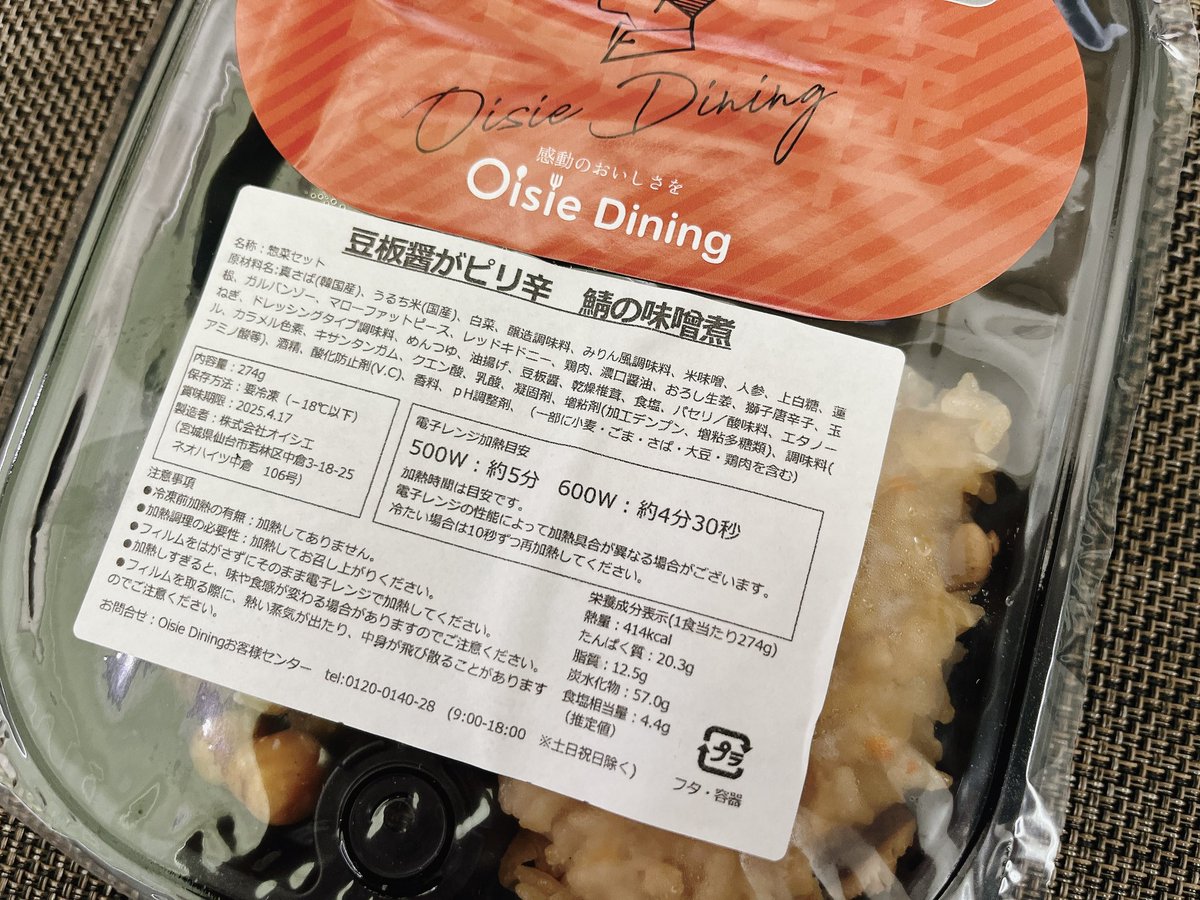 Oisie Dining
感動のおいしさを
Oisie Dining
豆板醤がピリ辛　鯖の味噌煮
名称：惣菜セット
原材料名：真さば(韓国産)、うるち米(国産)、白菜、醸造調味料、みりん風調味料、米味噌、人参、上白糖、蓮
根、ガルバンソー、マローファットピース、レッドキドニー、鶏肉、濃口醤油、おろし生姜、獅子唐辛子、玉
ねぎ、ドレッシングタイプ調味料、めんつゆ、油揚げ、豆板醤、乾燥椎茸、食塩、パセリ／酸味料、エタノー
ル、カラメル色素、キサンタンガム、クエン酸、乳酸、凝固剤、増粘剤(加工デンプン、増粘多糖類)、調味料(
アミノ酸等)、酒精、酸化防止剤(V.C)、香料、ｐH調整剤、（一部に小麦・ごま・さば・大豆・鶏肉を含む)
内容量：274g
保存方法：要冷凍（－18℃以下）
賞味期限：2025.4.17
製造者：株式会社オイシエ
(宮城県仙台市若林区中倉3-18-25
ネオハイツ中倉　106号)
電子レンジ加熱目安
500W：約5分　600W：約4分30秒
加熱時間は目安です。
電子レンジの性能によって加熱具合が異なる場合がございます。
冷たい場合は10秒ずつ再加熱してください。
注意事項
●冷凍前加熱の有無：加熱してありません。
●加熱調理の必要性：加熱してお召し上がりください。
●フィルムをはがさずにそのまま電子レンジで加熱してください。
●加熱しすぎると、味や食感が変わる場合がありますのでご注意ください。
●フィルムを取る際に、熱い蒸気が出たり、中身が飛び散ることがあります
のでご注意ください。
お問合せ：Oisie Diningお客様センター　tel:0120-0140-28　(9:00-18:00　※土日祝日除く)
栄養成分表示(1食当たり274g)
熱量：414kcal
たんぱく質：20.3g
脂質：12.5g
炭水化物：57.0g
食塩相当量：4.4g
(推定値)
プラ
フタ・容器